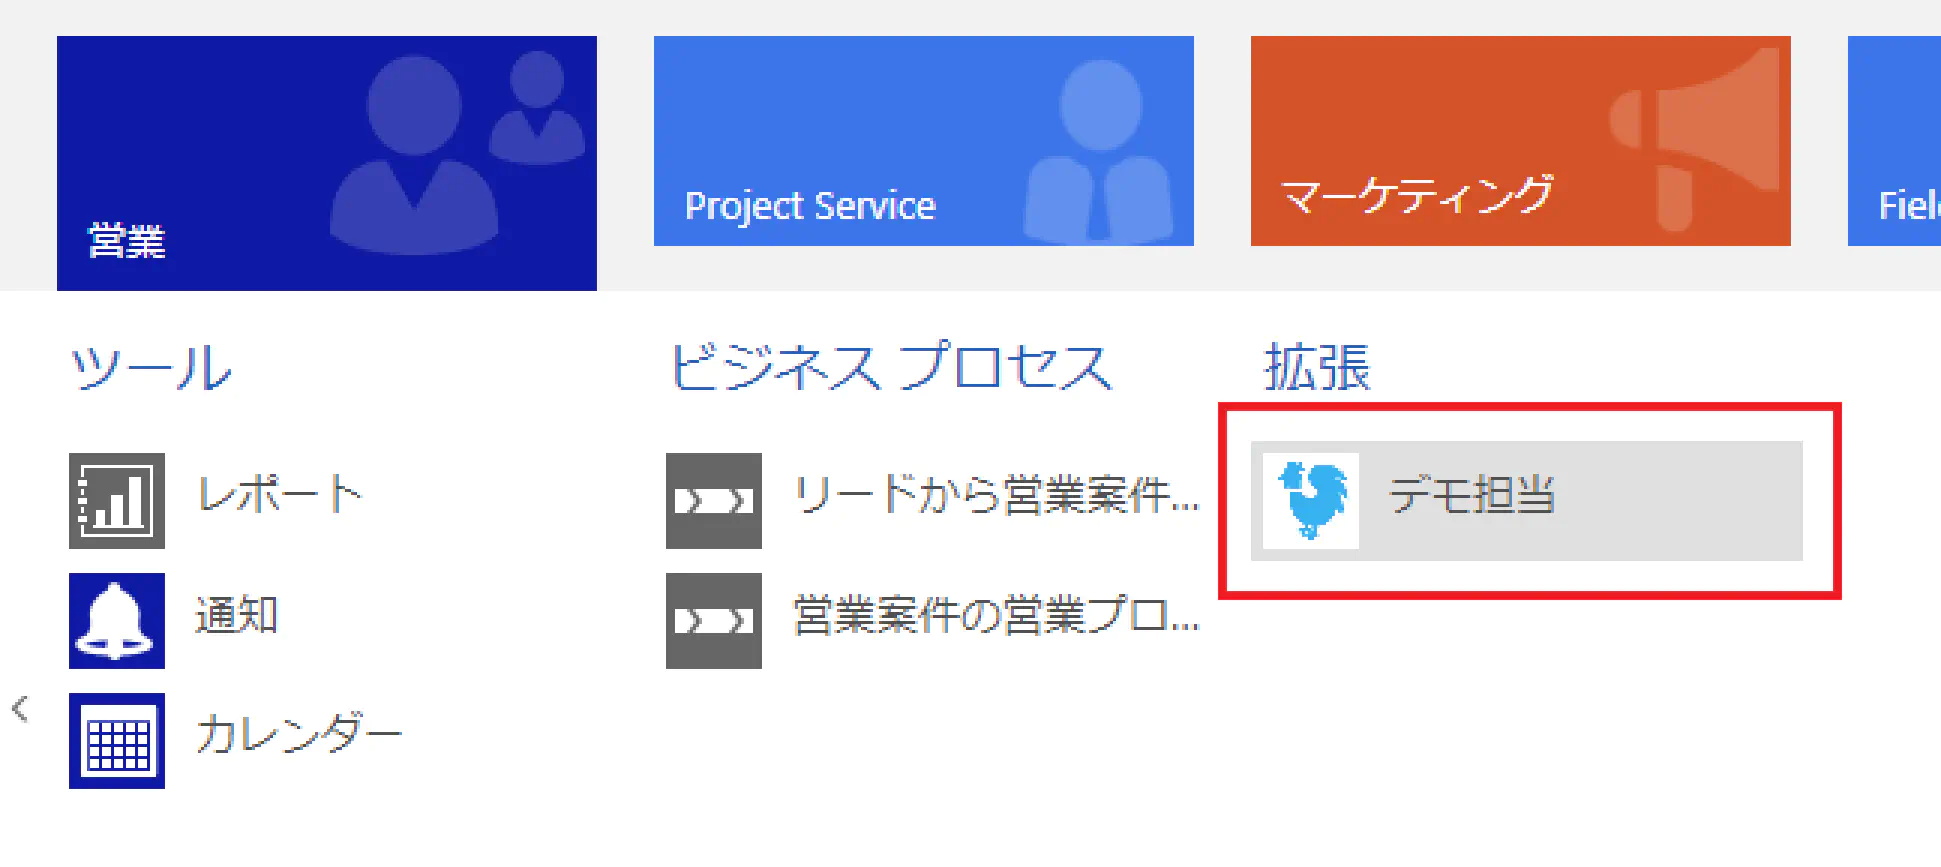 営業
Project Service
マーケティング
Fiel
ツール
ビジネス プロセス
拡張
レポート
リードから営業案件...
デモ担当
通知
営業案件の営業プロ...
カレンダー